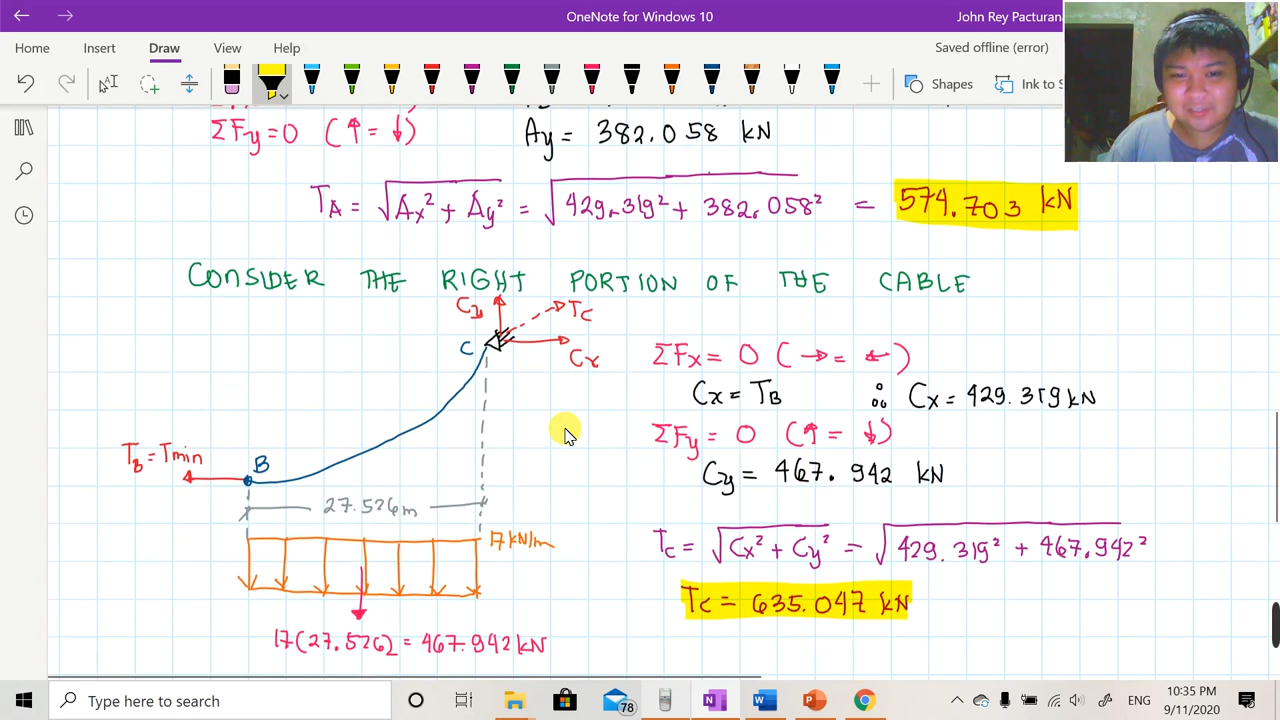 OneNote for Windows 10
John Rey Pacturan
Home Insert Draw View Help
Saved offline (error)
Shapes
Ink to S
ΣFy = 0 (↑ = ↓)
Ay = 382.058 kN
TA = √Ax² + Ay² = √429.319² + 382.058² = 574.703 kN
CONSIDER THE RIGHT PORTION OF THE CABLE
Cy
Tc
C
Cx
ΣFx = 0 (→ = ←)
Cx = TB ∴ Cx = 429.319 kN
ΣFy = 0 (↑ = ↓)
Cy = 467.942 kN
TB = Tmin
B
27.526m
17 kN/m
17(27.526) = 467.942 kN
Tc = √Cx² + Cy² = √429.319² + 467.942²
Tc = 635.047 kN
Type here to search
78
ENG
10:35 PM
9/11/2020